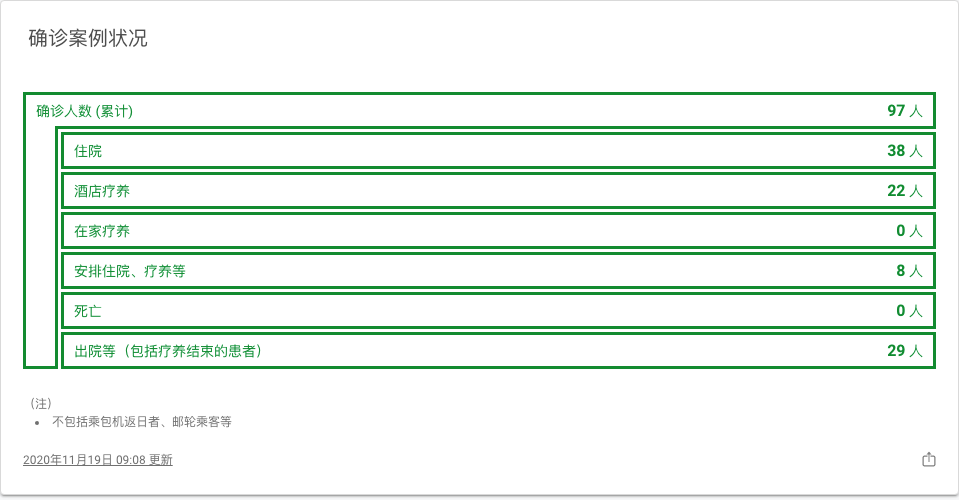 确诊案例状况
确诊人数 (累计) 97 人
住院 38 人
酒店疗养 22 人
在家疗养 0 人
安排住院、疗养等 8 人
死亡 0 人
出院等（包括疗养结束的患者） 29 人
（注）
• 不包括乘包机返日者、邮轮乘客等
2020年11月19日 09:08 更新